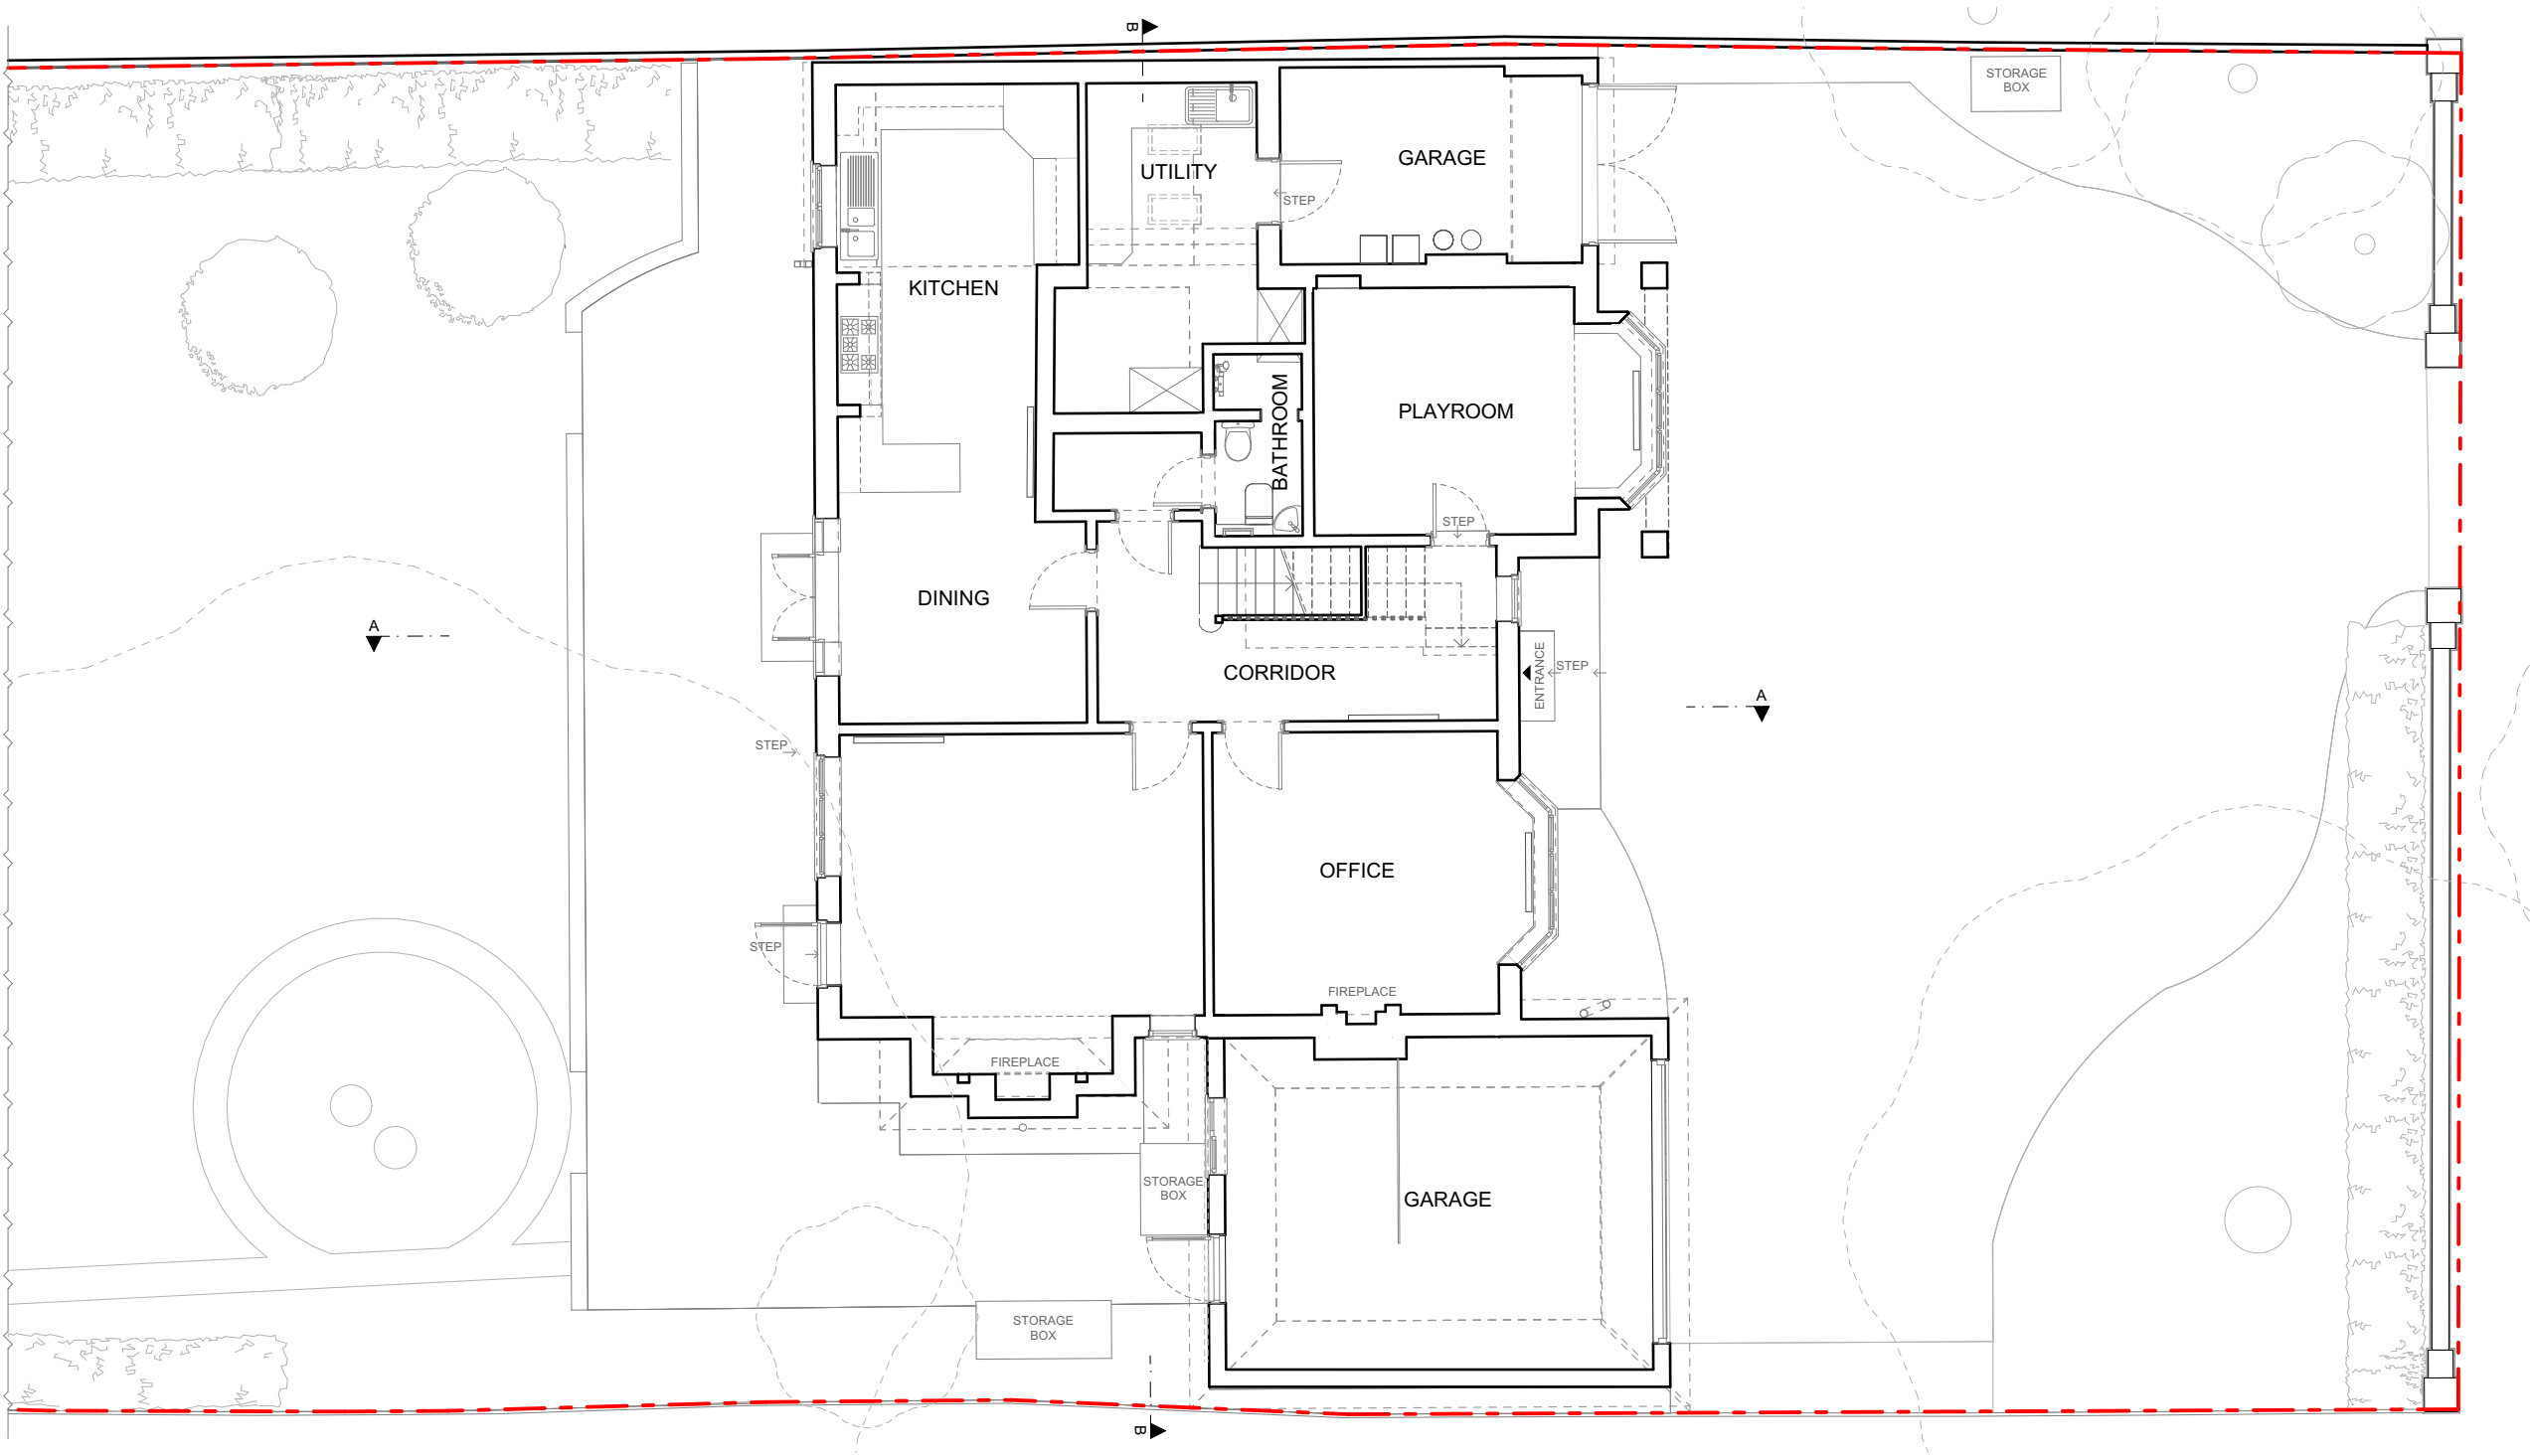 B
STORAGE
BOX
GARAGE
UTILITY
STEP
KITCHEN
BATHROOM
PLAYROOM
STEP
DINING
A
CORRIDOR
ENTRANCE
STEP
A
STEP
OFFICE
STEP
FIREPLACE
FIREPLACE
STORAGE
BOX
GARAGE
STORAGE
BOX
B